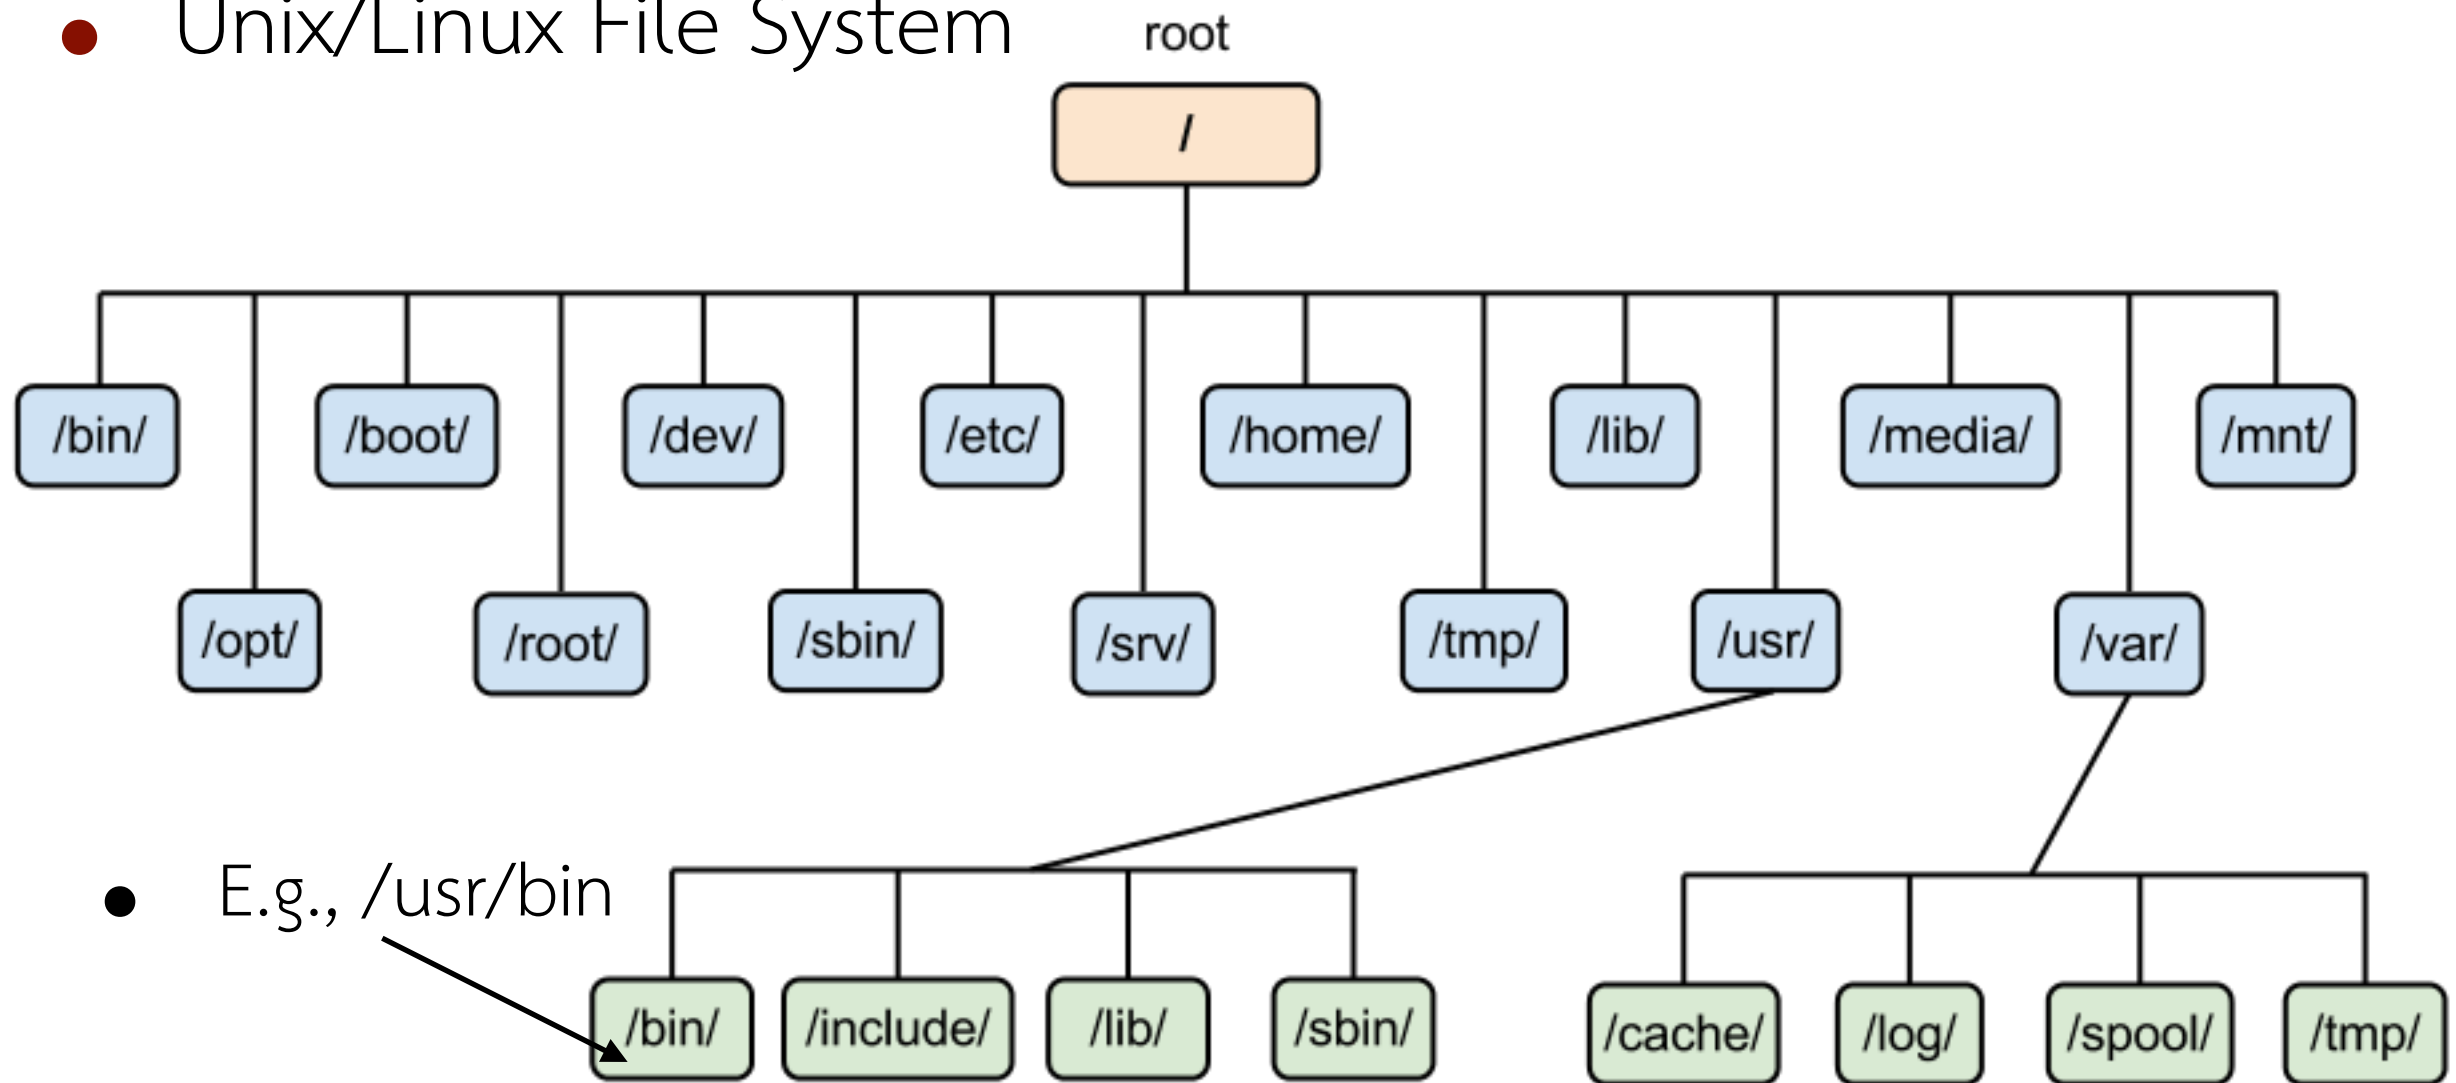 Unix/Linux File System
root
/
/bin/ /boot/ /dev/ /etc/ /home/ /lib/ /media/ /mnt/
/opt/ /root/ /sbin/ /srv/ /tmp/ /usr/ /var/
E.g., /usr/bin
/bin/ /include/ /lib/ /sbin/ /cache/ /log/ /spool/ /tmp/